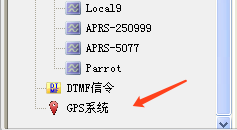 Local9
APRS-250999
APRS-5077
Parrot
DTMF信令
GPS系统